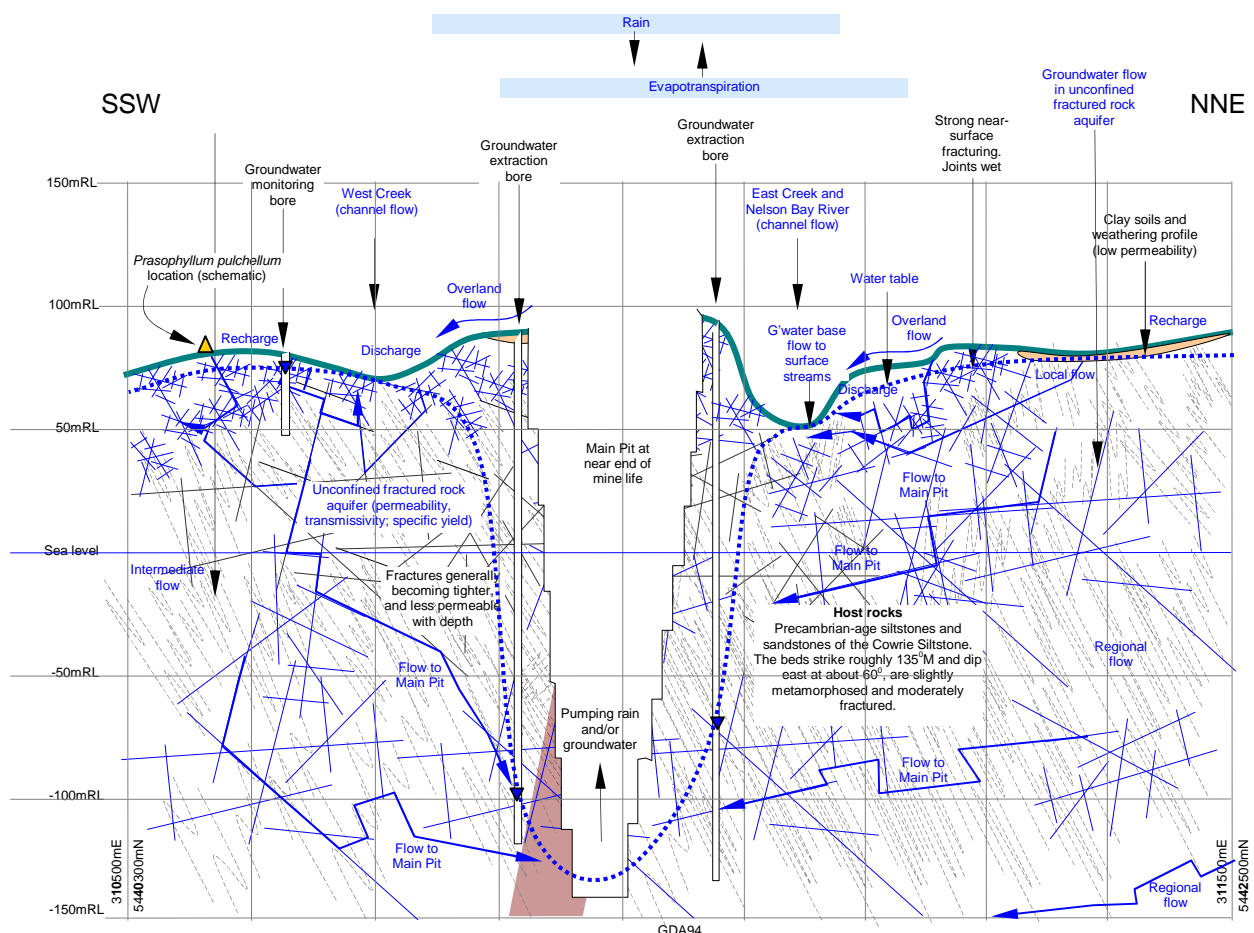 Rain
Evapotranspiration
SSW
NNE
Groundwater flow
in unconfined
fractured rock
aquifer
Groundwater
extraction
bore
Strong near-
surface
fracturing.
Joints wet
Groundwater
extraction
bore
Groundwater
monitoring
bore
150mRL
West Creek
(channel flow)
East Creek and
Nelson Bay River
(channel flow)
Clay soils and
weathering profile
(low permeability)
Prasophyllum pulchellum
location (schematic)
Water table
Overland
flow
100mRL
Recharge
Discharge
G'water base
flow to
surface
streams
Overland
flow
Recharge
Discharge
Local flow
50mRL
Main Pit at
near end of
mine life
Flow to
Main Pit
Unconfined fractured rock
aquifer (permeability,
transmissivity; specific yield)
Sea level
Flow to
Main Pit
Intermediate
flow
Fractures generally
becoming tighter,
and less permeable
with depth
Host rocks
Precambrian-age siltstones and
sandstones of the Cowrie Siltstone.
The beds strike roughly 135⁰M and dip
east at about 60⁰, are slightly
metamorphosed and moderately
fractured.
Regional
flow
Flow to
Main Pit
-50mRL
Pumping rain
and/or
groundwater
Flow to
Main Pit
-100mRL
Flow to
Main Pit
310500mE
5440300mN
311500mE
5442500mN
Regional
flow
-150mRL
GDA94